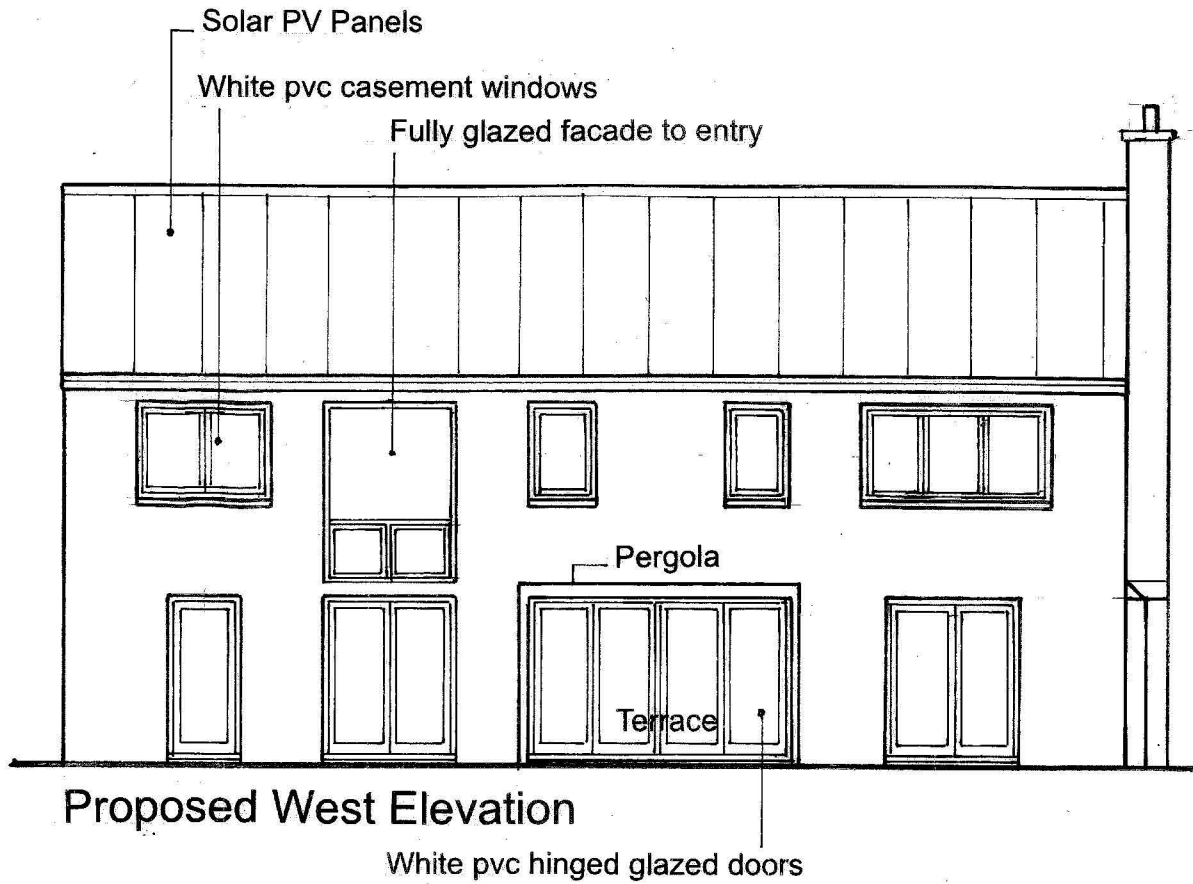 Solar PV Panels
White pvc casement windows
Fully glazed facade to entry
Pergola
Terrace
Proposed West Elevation
White pvc hinged glazed doors